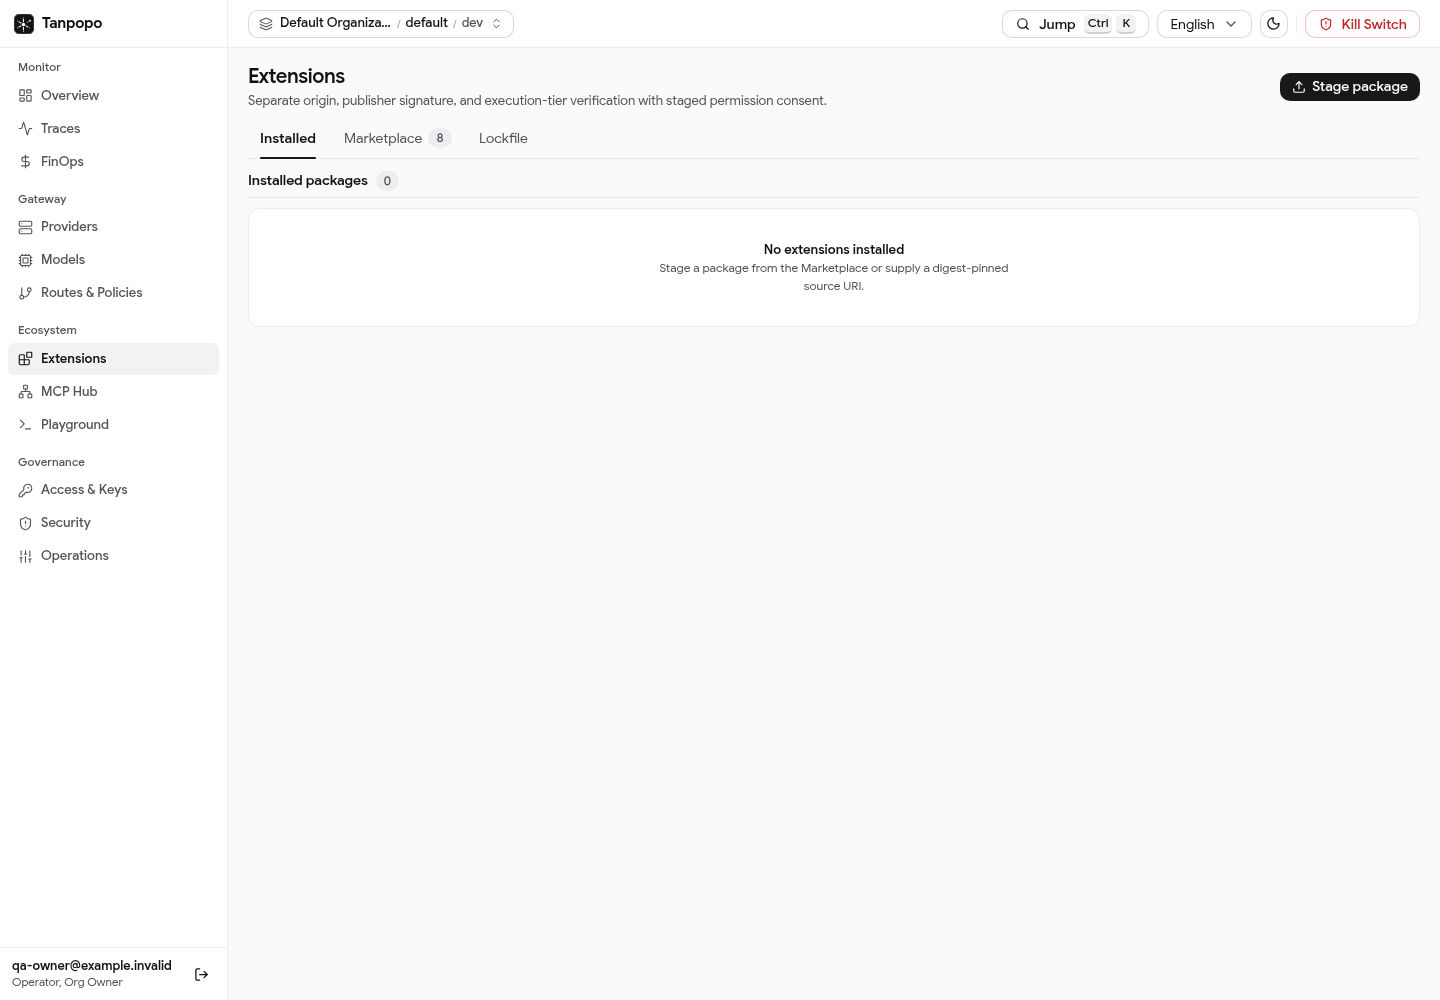 Tanpopo
Default Organiza... / default / dev
Jump Ctrl K
English
Kill Switch
Monitor
Overview
Traces
FinOps
Gateway
Providers
Models
Routes & Policies
Ecosystem
Extensions
MCP Hub
Playground
Governance
Access & Keys
Security
Operations
qa-owner@example.invalid
Operator, Org Owner
Extensions
Separate origin, publisher signature, and execution-tier verification with staged permission consent.
Stage package
Installed
Marketplace 8
Lockfile
Installed packages 0
No extensions installed
Stage a package from the Marketplace or supply a digest-pinned
source URI.